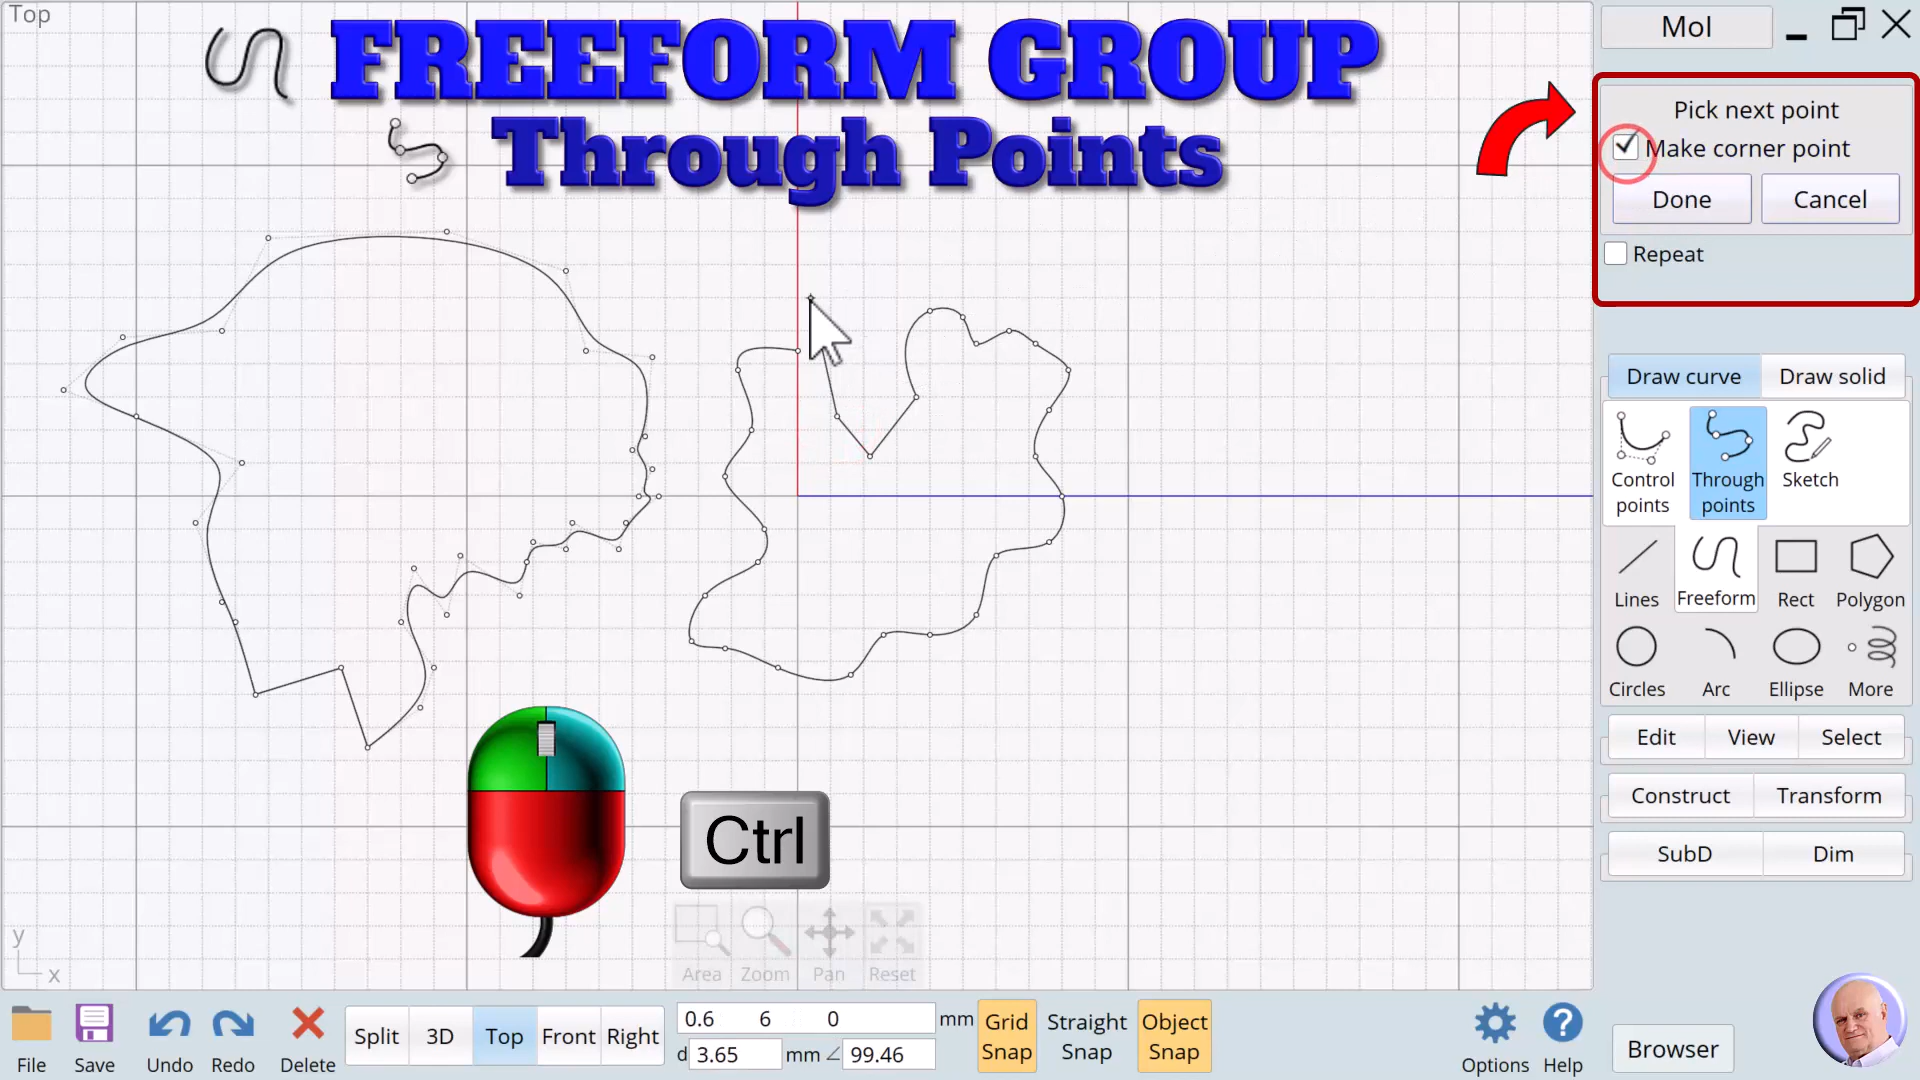 Top
FREEFORM GROUP
Through Points
MoI
Pick next point
Make corner point
Done Cancel
Repeat
Draw curve Draw solid
Control points
Through points
Sketch
Lines Freeform Rect Polygon
Circles Arc Ellipse More
Edit View Select
Construct Transform
SubD Dim
Ctrl
Area Zoom Pan Reset
y
x
File Save Undo Redo Delete
Split 3D Top Front Right
0.6 6 0 mm
d 3.65 mm ∠ 99.46
Grid Snap
Straight Snap
Object Snap
Options Help
Browser